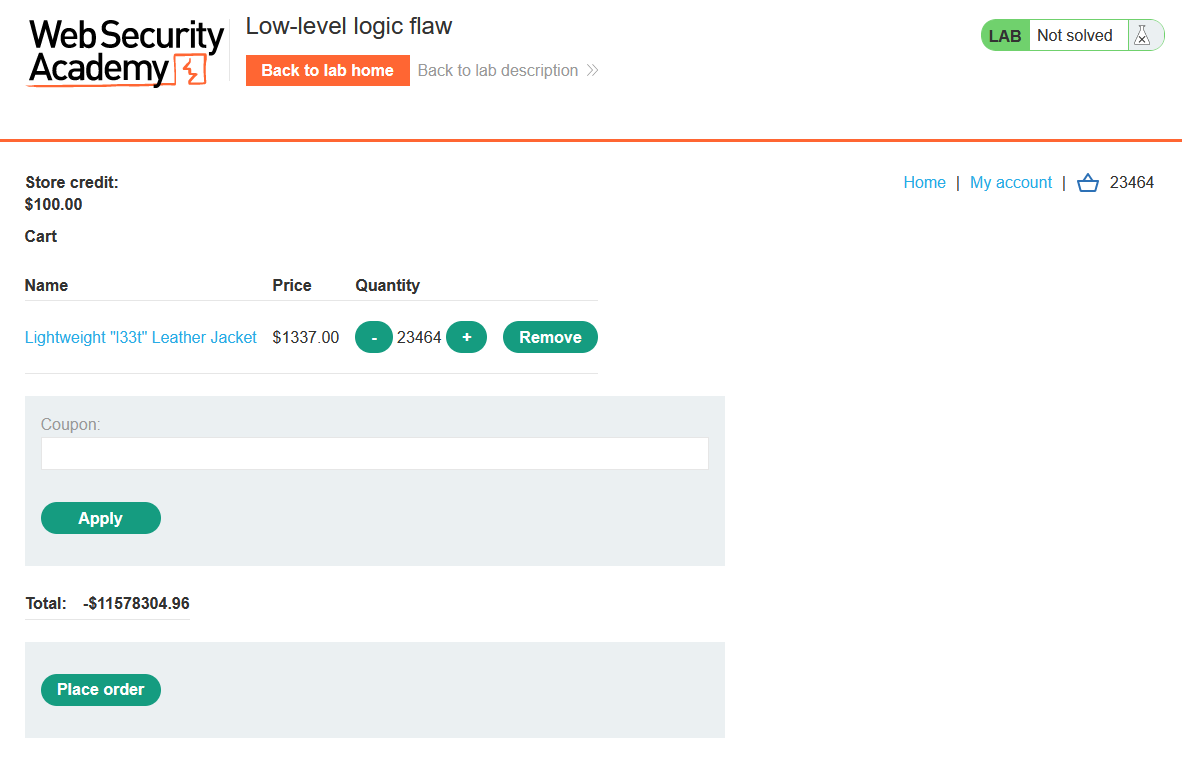 Web Security
Academy
Low-level logic flaw
Back to lab home
Back to lab description
LAB Not solved
Store credit:
$100.00
Home | My account | 23464
Cart
Name Price Quantity
Lightweight "l33t" Leather Jacket $1337.00 - 23464 + Remove
Coupon:
Apply
Total: -$11578304.96
Place order